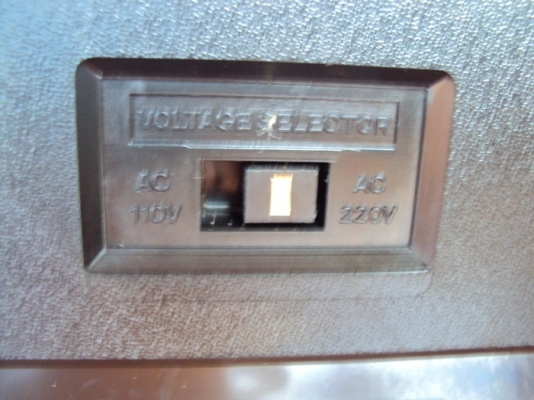 VOLTAGE SELECTOR
AC
110V
AC
220V